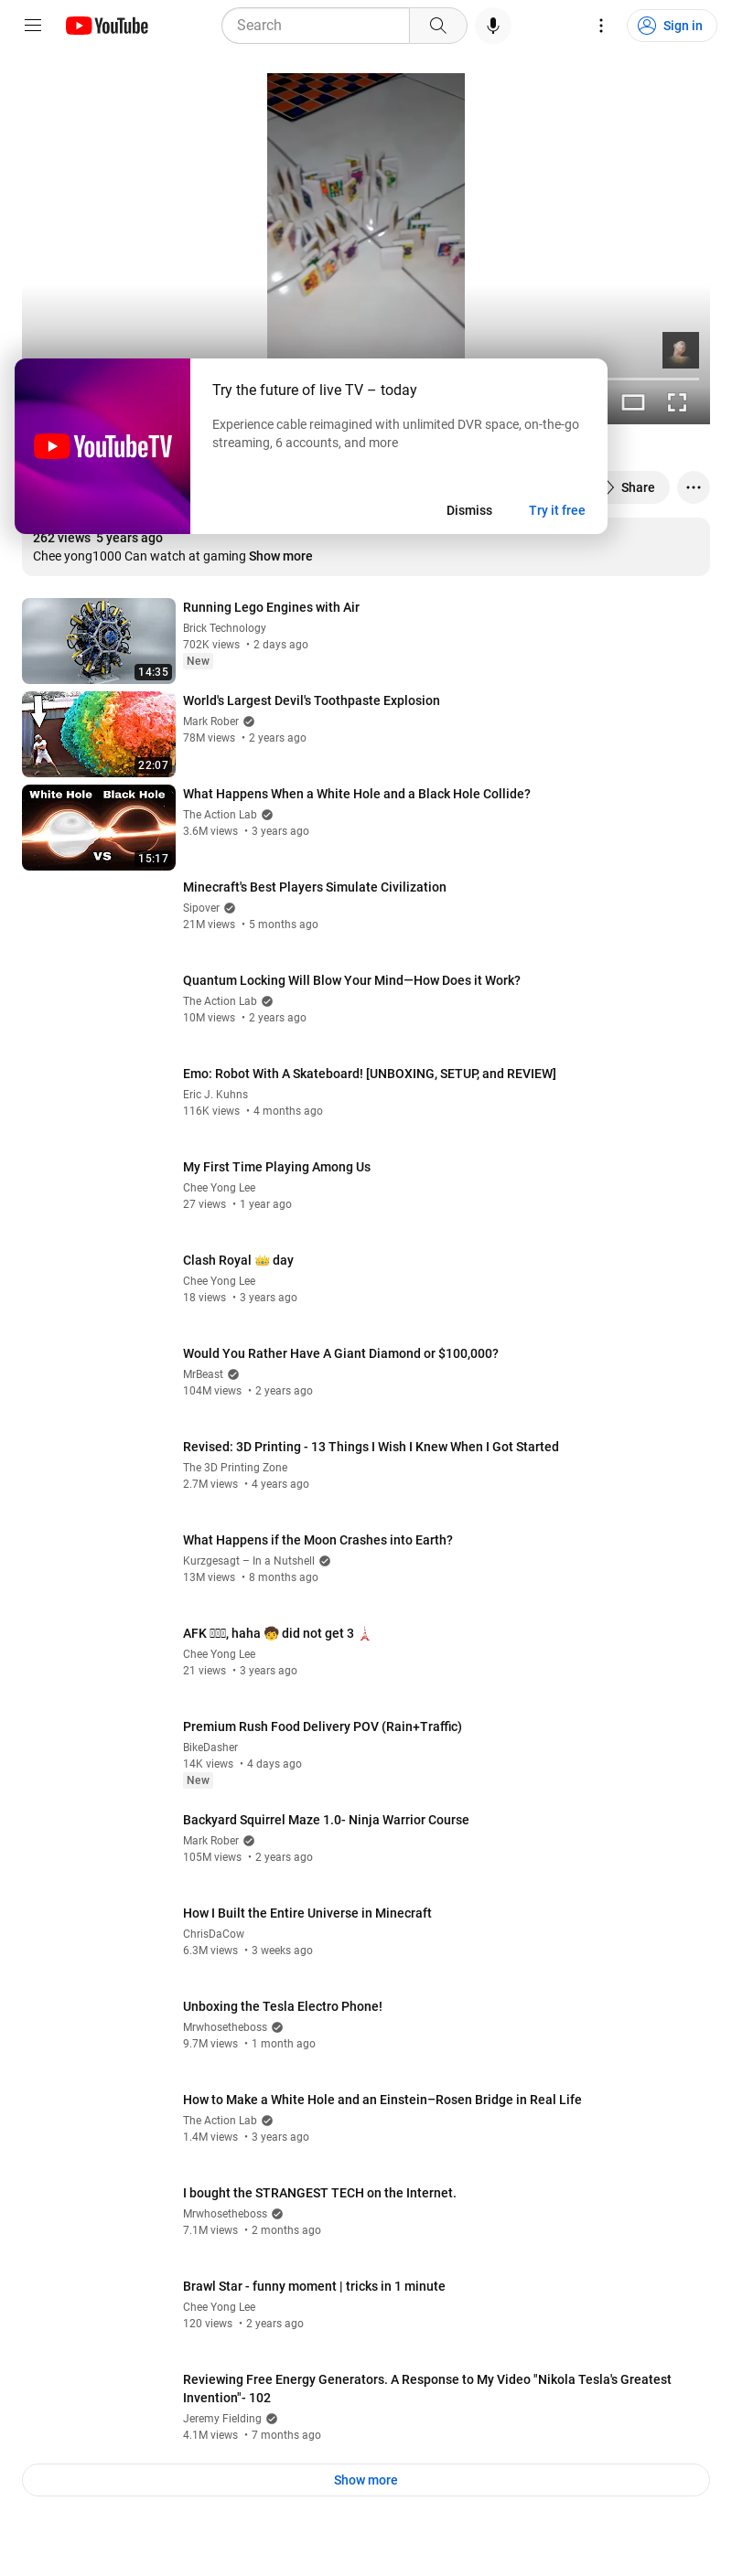 YouTube
Search
Sign in
Try the future of live TV – today
Experience cable reimagined with unlimited DVR space, on-the-go
streaming, 6 accounts, and more
YouTubeTV
Dismiss
Try it free
Share
262 views 5 years ago
Chee yong1000 Can watch at gaming Show more
Running Lego Engines with Air
Brick Technology
702K views • 2 days ago
New
14:35
World's Largest Devil's Toothpaste Explosion
Mark Rober
78M views • 2 years ago
22:07
White Hole Black Hole
VS
15:17
What Happens When a White Hole and a Black Hole Collide?
The Action Lab
3.6M views • 3 years ago
Minecraft's Best Players Simulate Civilization
Sipover
21M views • 5 months ago
Quantum Locking Will Blow Your Mind—How Does it Work?
The Action Lab
10M views • 2 years ago
Emo: Robot With A Skateboard! [UNBOXING, SETUP, and REVIEW]
Eric J. Kuhns
116K views • 4 months ago
My First Time Playing Among Us
Chee Yong Lee
27 views • 1 year ago
Clash Royal 👑 day
Chee Yong Lee
18 views • 3 years ago
Would You Rather Have A Giant Diamond or $100,000?
MrBeast
104M views • 2 years ago
Revised: 3D Printing - 13 Things I Wish I Knew When I Got Started
The 3D Printing Zone
2.7M views • 4 years ago
What Happens if the Moon Crashes into Earth?
Kurzgesagt – In a Nutshell
13M views • 8 months ago
AFK , haha 🧒 did not get 3 🗼
Chee Yong Lee
21 views • 3 years ago
Premium Rush Food Delivery POV (Rain+Traffic)
BikeDasher
14K views • 4 days ago
New
Backyard Squirrel Maze 1.0- Ninja Warrior Course
Mark Rober
105M views • 2 years ago
How I Built the Entire Universe in Minecraft
ChrisDaCow
6.3M views • 3 weeks ago
Unboxing the Tesla Electro Phone!
Mrwhosetheboss
9.7M views • 1 month ago
How to Make a White Hole and an Einstein–Rosen Bridge in Real Life
The Action Lab
1.4M views • 3 years ago
I bought the STRANGEST TECH on the Internet.
Mrwhosetheboss
7.1M views • 2 months ago
Brawl Star - funny moment | tricks in 1 minute
Chee Yong Lee
120 views • 2 years ago
Reviewing Free Energy Generators. A Response to My Video "Nikola Tesla's Greatest
Invention"- 102
Jeremy Fielding
4.1M views • 7 months ago
Show more